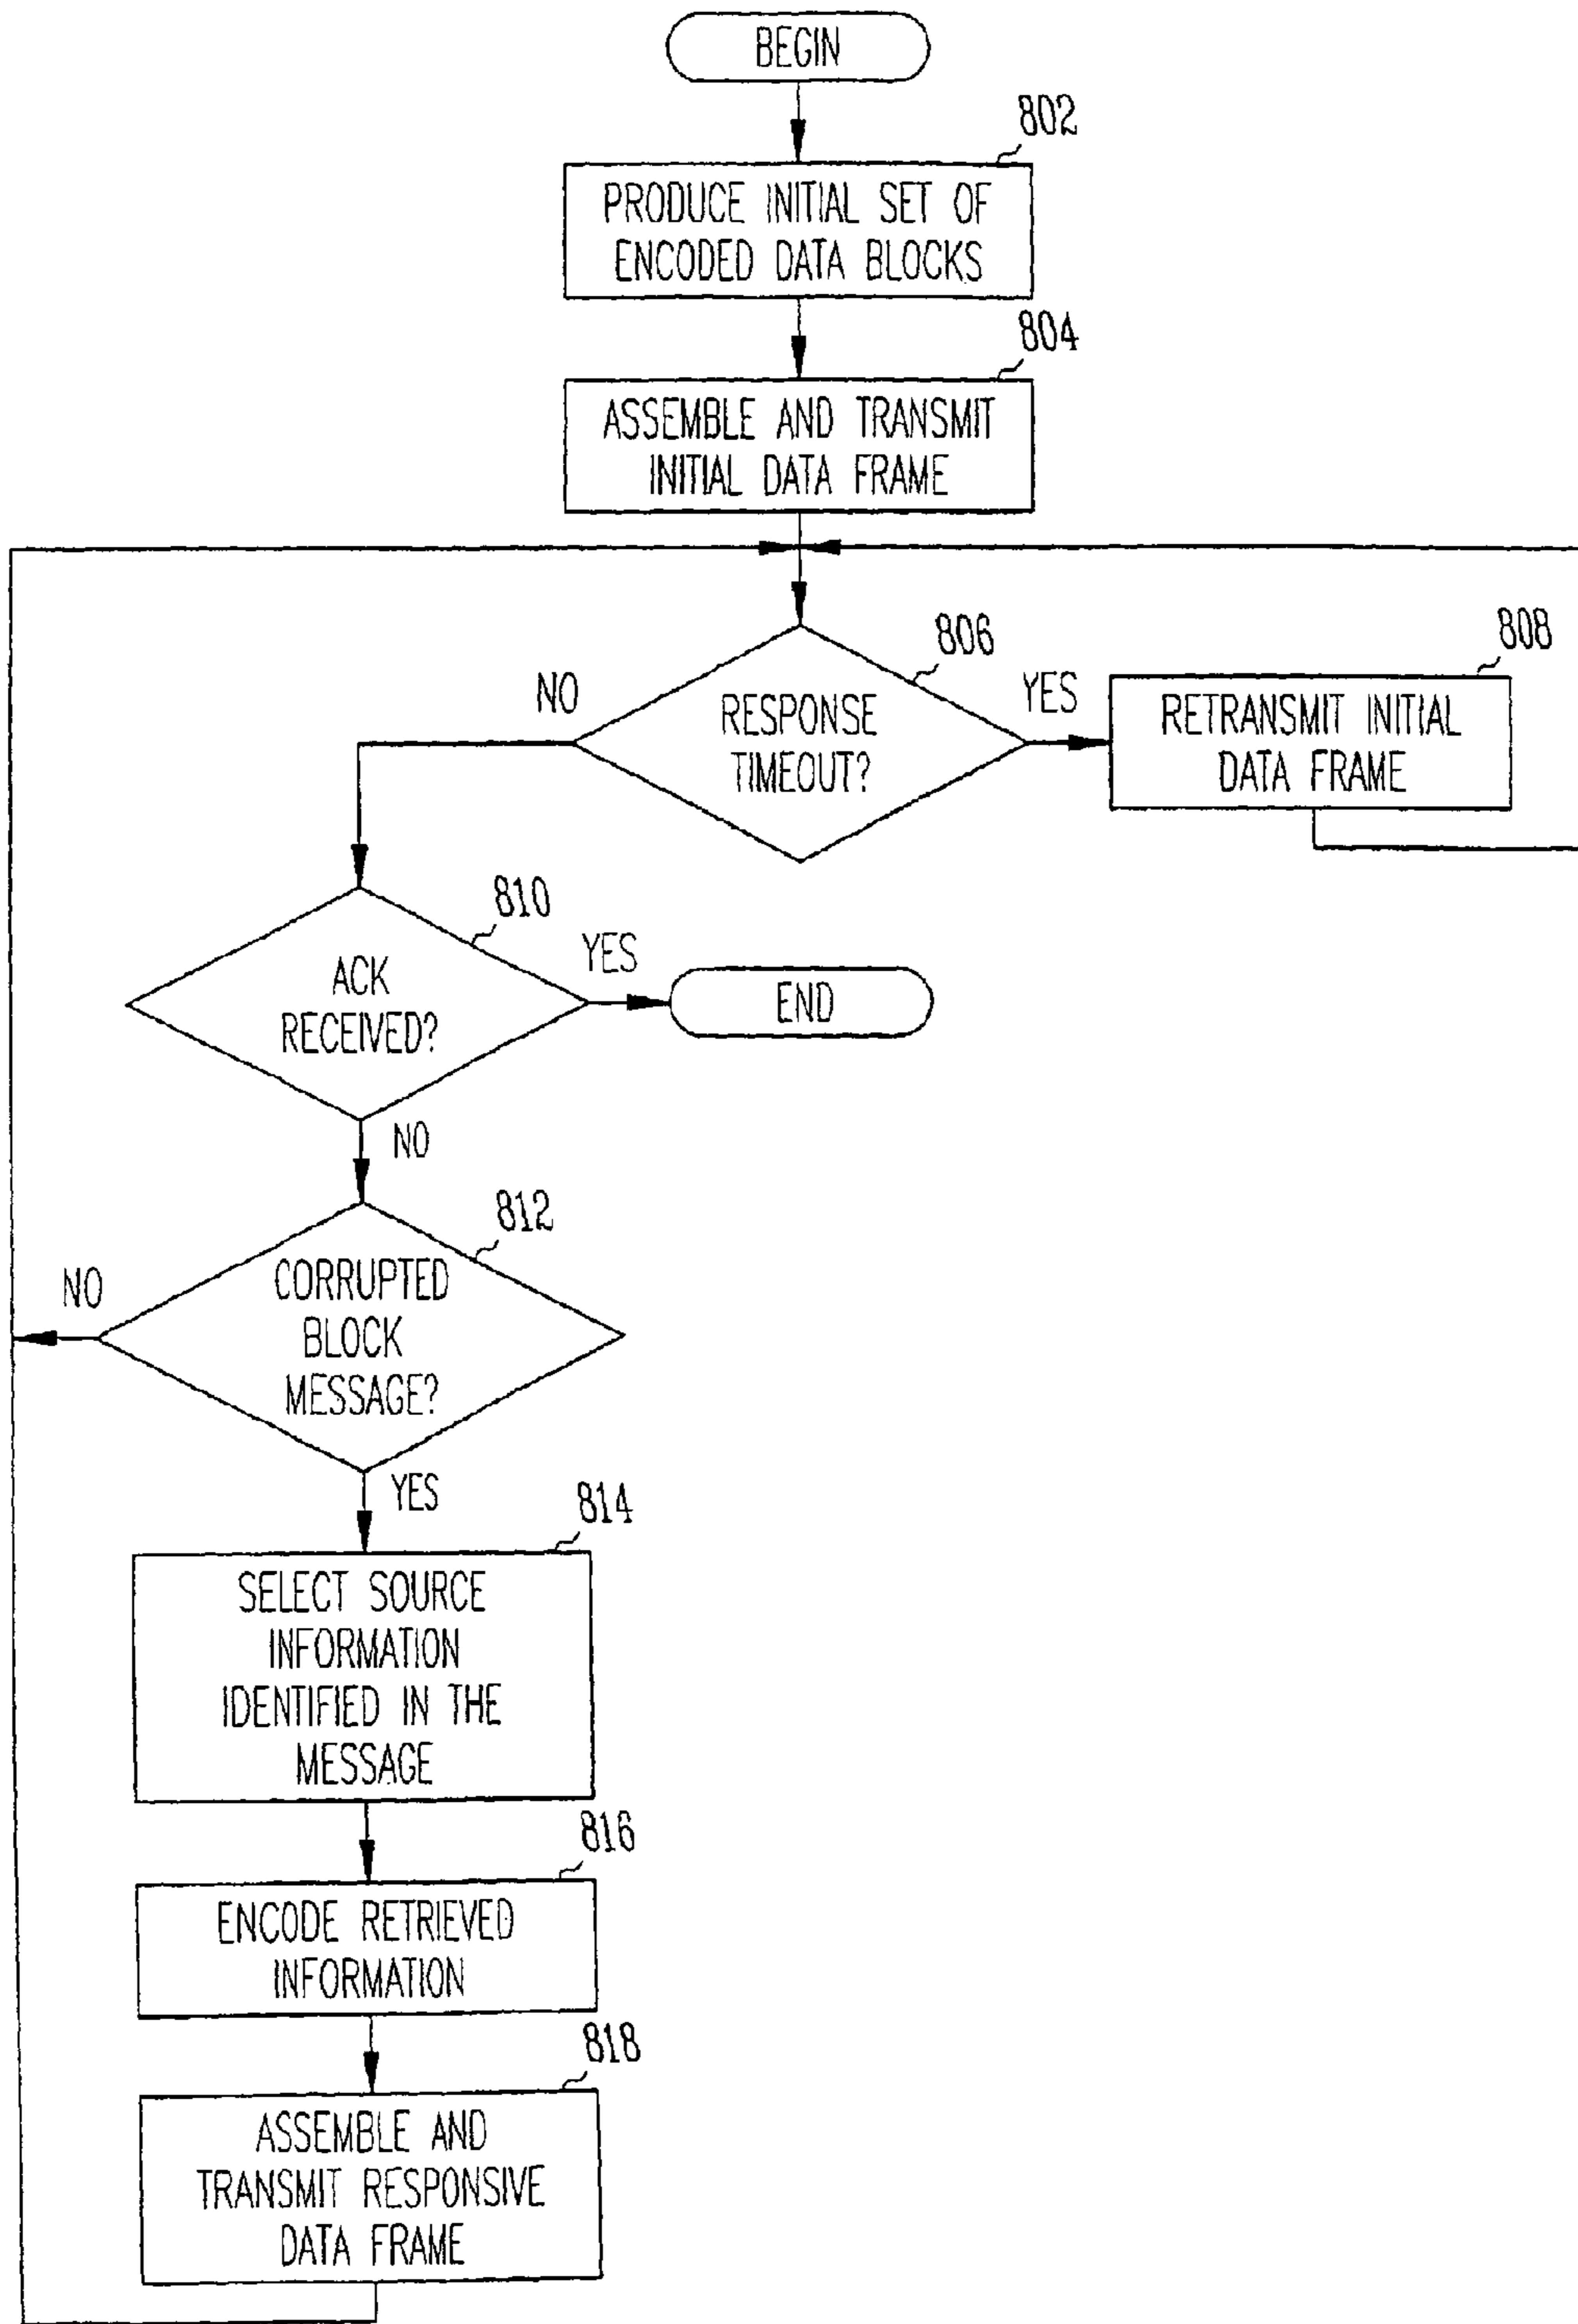 BEGIN
802
PRODUCE INITIAL SET OF
ENCODED DATA BLOCKS
804
ASSEMBLE AND TRANSMIT
INITIAL DATA FRAME
806
NO
RESPONSE
TIMEOUT?
YES
808
RETRANSMIT INITIAL
DATA FRAME
810
ACK
RECEIVED?
YES
END
NO
812
NO
CORRUPTED
BLOCK
MESSAGE?
YES
814
SELECT SOURCE
INFORMATION
IDENTIFIED IN THE
MESSAGE
816
ENCODE RETRIEVED
INFORMATION
818
ASSEMBLE AND
TRANSMIT RESPONSIVE
DATA FRAME